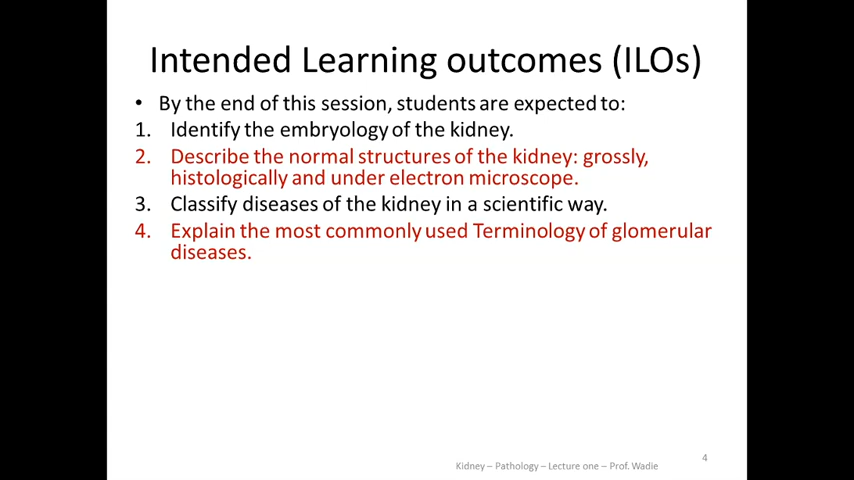 Intended Learning outcomes (ILOs)
• By the end of this session, students are expected to:
1. Identify the embryology of the kidney.
2. Describe the normal structures of the kidney: grossly,
histologically and under electron microscope.
3. Classify diseases of the kidney in a scientific way.
4. Explain the most commonly used Terminology of glomerular
diseases.
Kidney – Pathology – Lecture one – Prof. Wadie
4